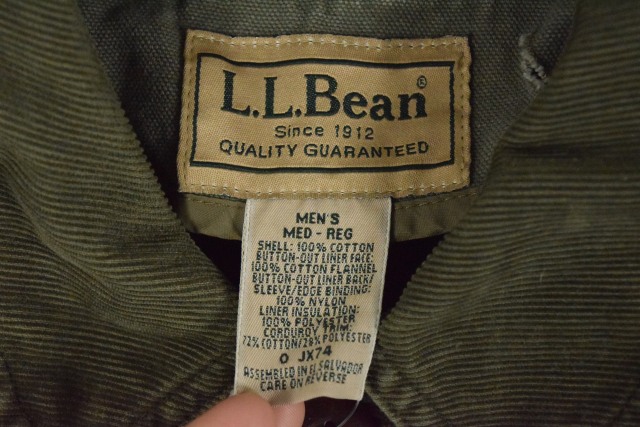 L.L.Bean®
Since 1912
QUALITY GUARANTEED
MEN'S
MED - REG
SHELL: 100% COTTON
BUTTON-OUT LINER FACE:
100% COTTON FLANNEL
BUTTON-OUT LINER BACK/
SLEEVE/EDGE BINDING:
100% NYLON
LINER INSULATION:
100% POLYESTER
CORDUROY TRIM:
72% COTTON/28% POLYESTER
0 JX74
ASSEMBLED IN EL SALVADOR
CARE ON REVERSE